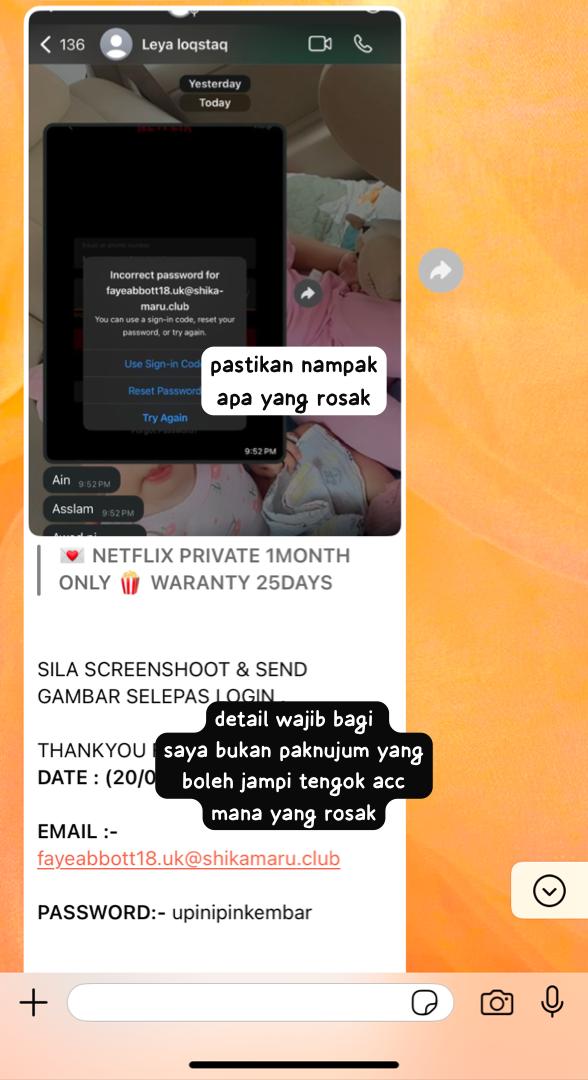 136 Leya loqstaq
Yesterday
Today
NETFLIX
Incorrect password for
fayeabbott18.uk@shika-
maru.club
You can use a sign-in code, reset your
password, or try again.
Use Sign-in Code
Reset Password
Try Again
pastikan nampak
apa yang rosak
9:52 PM
Ain 9:52 PM
Asslam 9:52 PM
💌 NETFLIX PRIVATE 1MONTH
ONLY 🍿 WARANTY 25DAYS
SILA SCREENSHOOT & SEND
GAMBAR SELEPAS LOGIN .
detail wajib bagi
THANKYOU
saya bukan paknujum yang
DATE : (20/0
boleh jampi tengok acc
mana yang rosak
EMAIL :-
fayeabbott18.uk@shikamaru.club
PASSWORD:- upinipinkembar